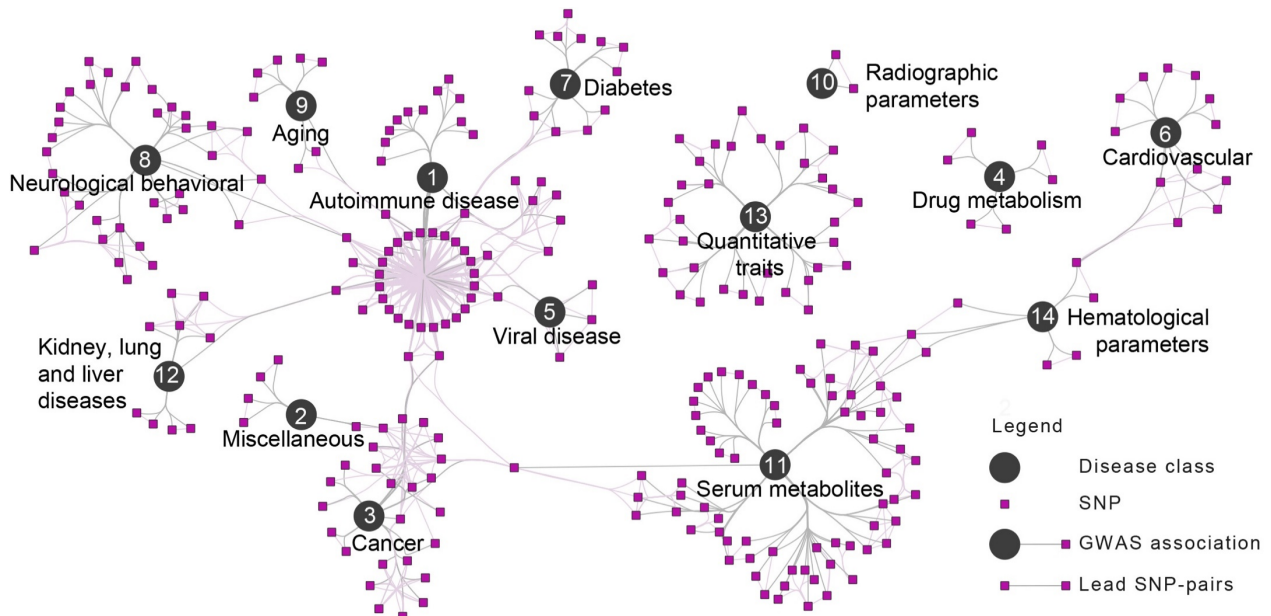 7
Diabetes
9
Aging
10
Radiographic
parameters
8
Neurological behavioral
1
Autoimmune disease
6
Cardiovascular
4
Drug metabolism
13
Quantitative
traits
5
Viral disease
14
Hematological
parameters
Kidney, lung
and liver
diseases
12
2
Miscellaneous
11
Serum metabolites
3
Cancer
Legend
Disease class
SNP
GWAS association
Lead SNP-pairs